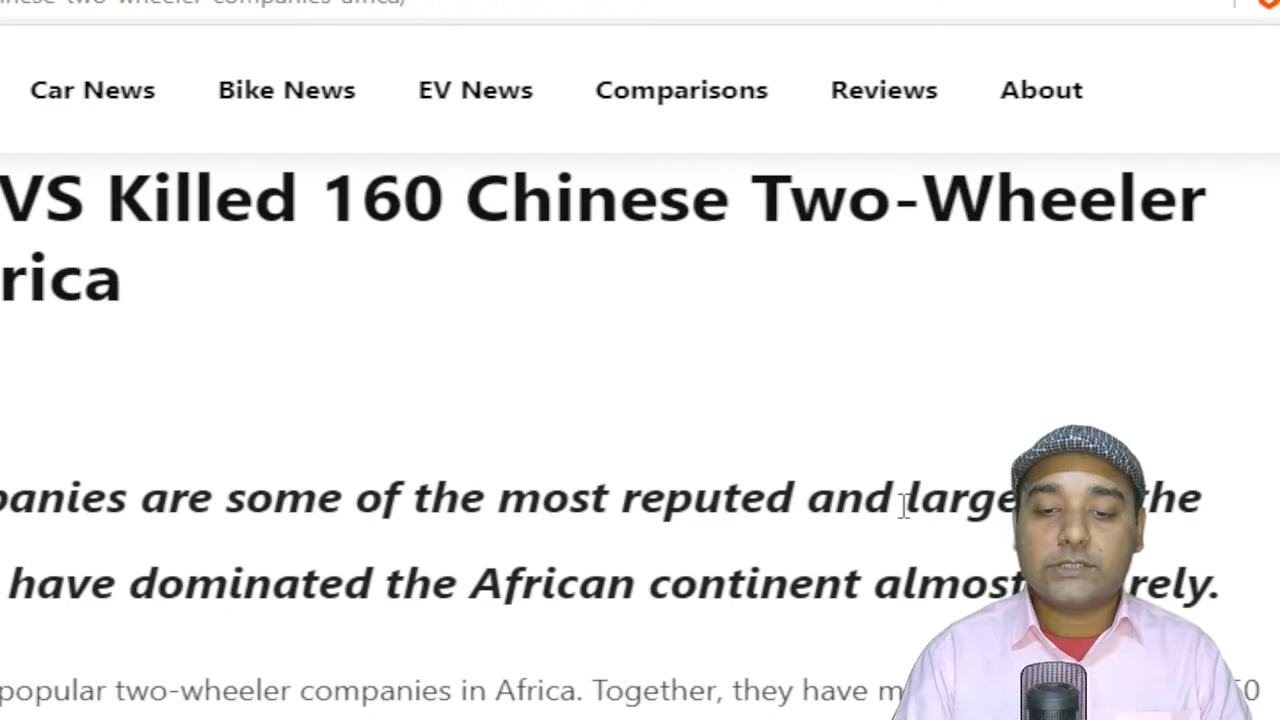 Car News Bike News EV News Comparisons Reviews About
VS Killed 160 Chinese Two-Wheeler
rica
panies are some of the most reputed and large the
have dominated the African continent almost rely.
popular two-wheeler companies in Africa. Together, they have m 50